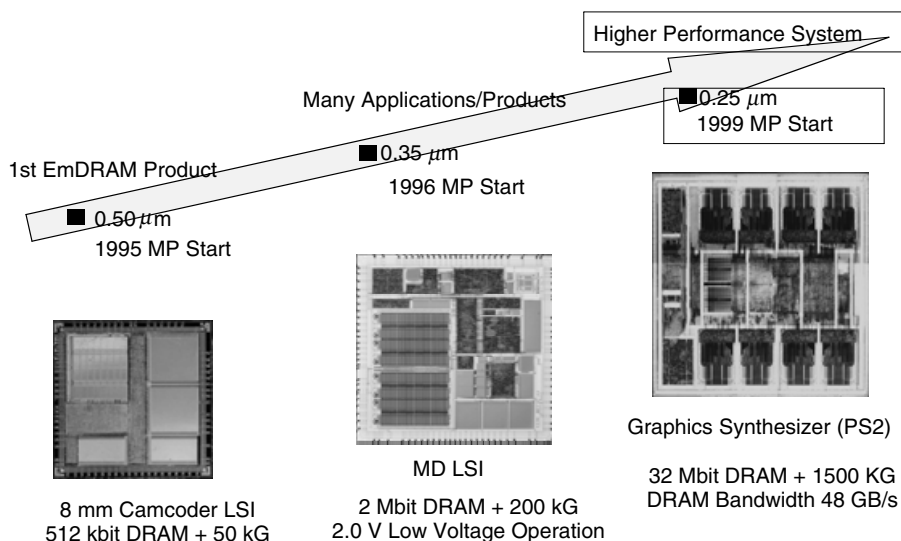 Higher Performance System
Many Applications/Products
0.25 μm
1999 MP Start
0.35 μm
1996 MP Start
1st EmDRAM Product
0.50 μm
1995 MP Start
Graphics Synthesizer (PS2)
32 Mbit DRAM + 1500 KG
DRAM Bandwidth 48 GB/s
MD LSI
2 Mbit DRAM + 200 kG
2.0 V Low Voltage Operation
8 mm Camcoder LSI
512 kbit DRAM + 50 kG